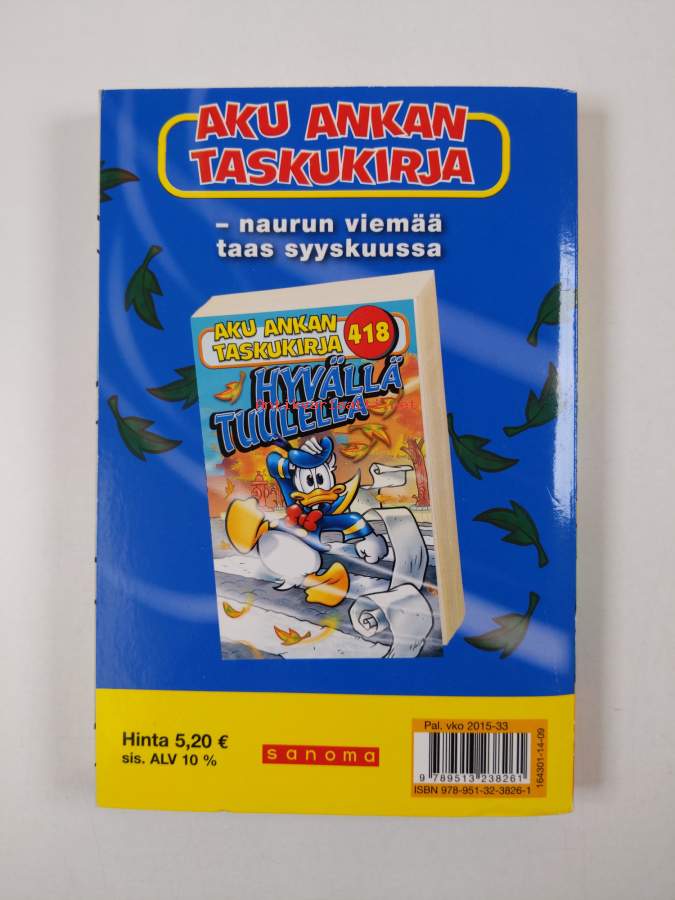 AKU ANKAN
TASKUKIRJA
– naurun viemää
taas syyskuussa
AKU ANKAN
TASKUKIRJA
418
HYVÄLLÄ
TUULELLA
Hinta 5,20 €
sis. ALV 10 %
sanoma
Pal. vko 2015-33
9 789513 238261
ISBN 978-951-32-3826-1
164301-14-09